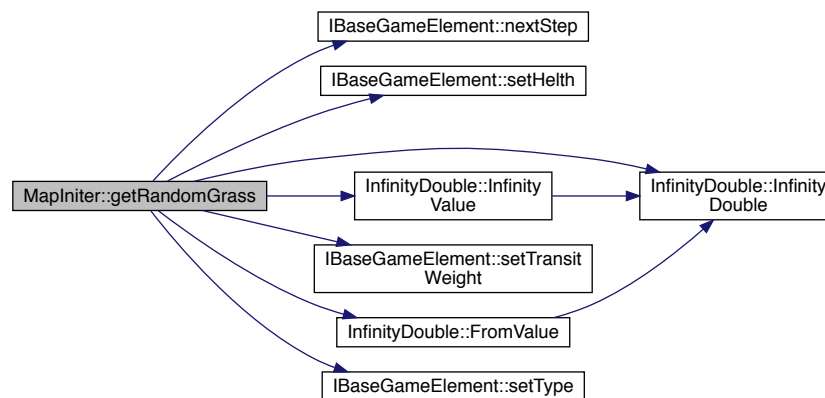 IBaseGameElement::nextStep
IBaseGameElement::setHelth
MapIniter::getRandomGrass
InfinityDouble::Infinity
Value
InfinityDouble::Infinity
Double
IBaseGameElement::setTransit
Weight
InfinityDouble::FromValue
IBaseGameElement::setType